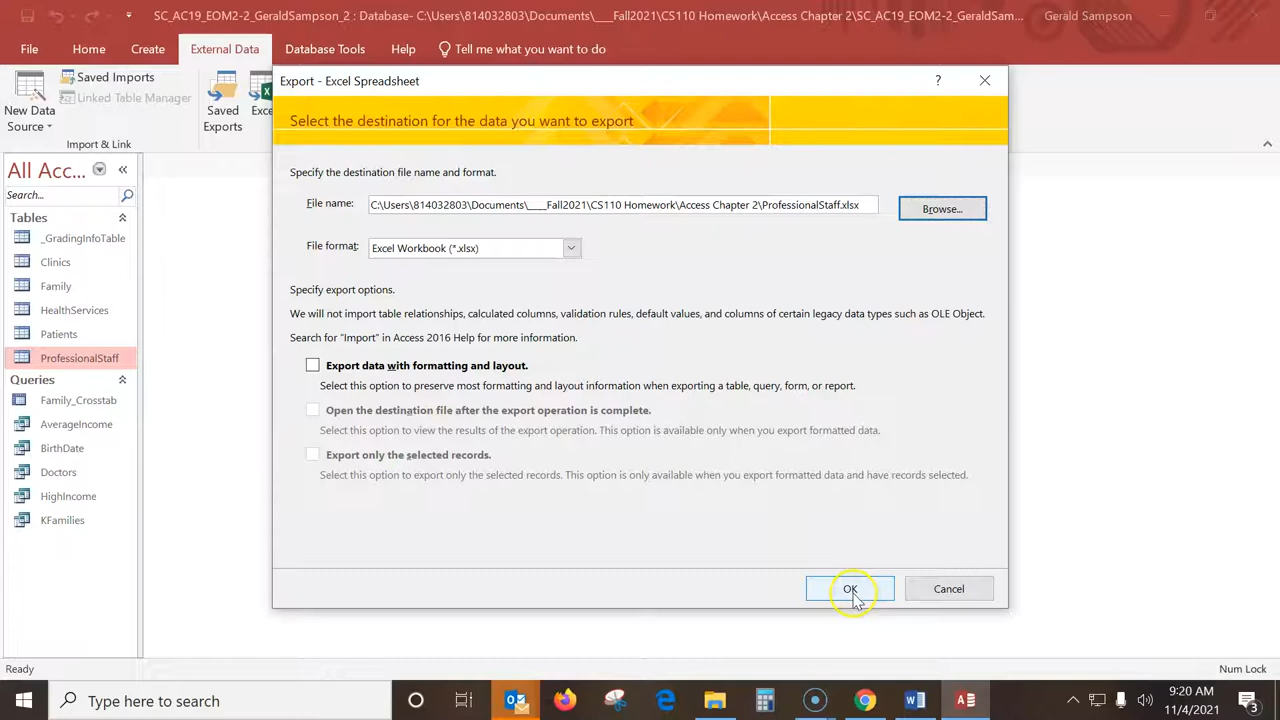 SC_AC19_EOM2-2_GeraldSampson_2 : Database- C:\Users\814032803\Documents\___Fall2021\CS110 Homework\Access Chapter 2\SC_AC19_EOM2-2_GeraldSam...
Gerald Sampson
File
Home
Create
External Data
Database Tools
Help
Tell me what you want to do
New Data Source
Saved Imports
Linked Table Manager
Import & Link
Saved Exports
Exce
Export - Excel Spreadsheet
?
Select the destination for the data you want to export
Specify the destination file name and format.
File name:
C:\Users\814032803\Documents\___Fall2021\CS110 Homework\Access Chapter 2\ProfessionalStaff.xlsx
Browse...
File format:
Excel Workbook (*.xlsx)
Specify export options.
We will not import table relationships, calculated columns, validation rules, default values, and columns of certain legacy data types such as OLE Object.
Search for "Import" in Access 2016 Help for more information.
Export data with formatting and layout.
Select this option to preserve most formatting and layout information when exporting a table, query, form, or report.
Open the destination file after the export operation is complete.
Select this option to view the results of the export operation. This option is available only when you export formatted data.
Export only the selected records.
Select this option to export only the selected records. This option is only available when you export formatted data and have records selected.
OK
Cancel
All Acc...
Search...
Tables
_GradingInfoTable
Clinics
Family
HealthServices
Patients
ProfessionalStaff
Queries
Family_Crosstab
AverageIncome
BirthDate
Doctors
HighIncome
KFamilies
Ready
Num Lock
Type here to search
9:20 AM
11/4/2021
3